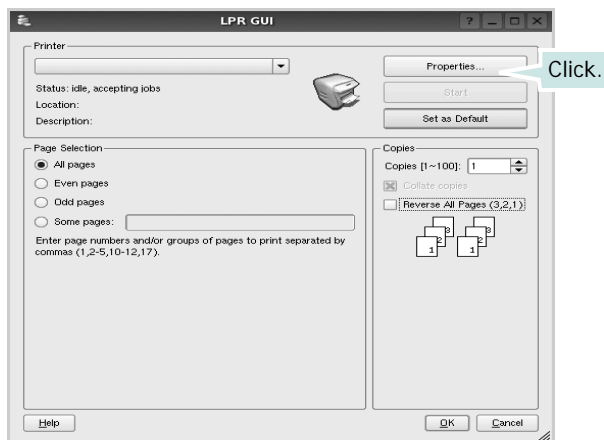 LPR GUI
Printer
Properties...
Click.
Status: idle, accepting jobs
Start
Location:
Description:
Set as Default
Page Selection
All pages
Even pages
Odd pages
Some pages:
Enter page numbers and/or groups of pages to print separated by
commas (1,2-5,10-12,17).
Copies
Copies [1~100]: 1
Collate copies
Reverse All Pages (3,2,1)
3 3
2 2
1 1
Help
OK
Cancel